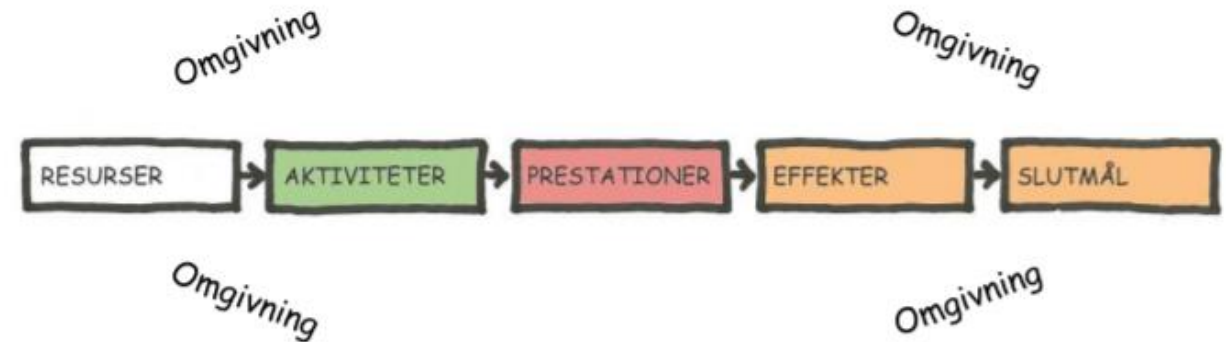 Omgivning
Omgivning
RESURSER
AKTIVITETER
PRESTATIONER
EFFEKTER
SLUTMÅL
Omgivning
Omgivning